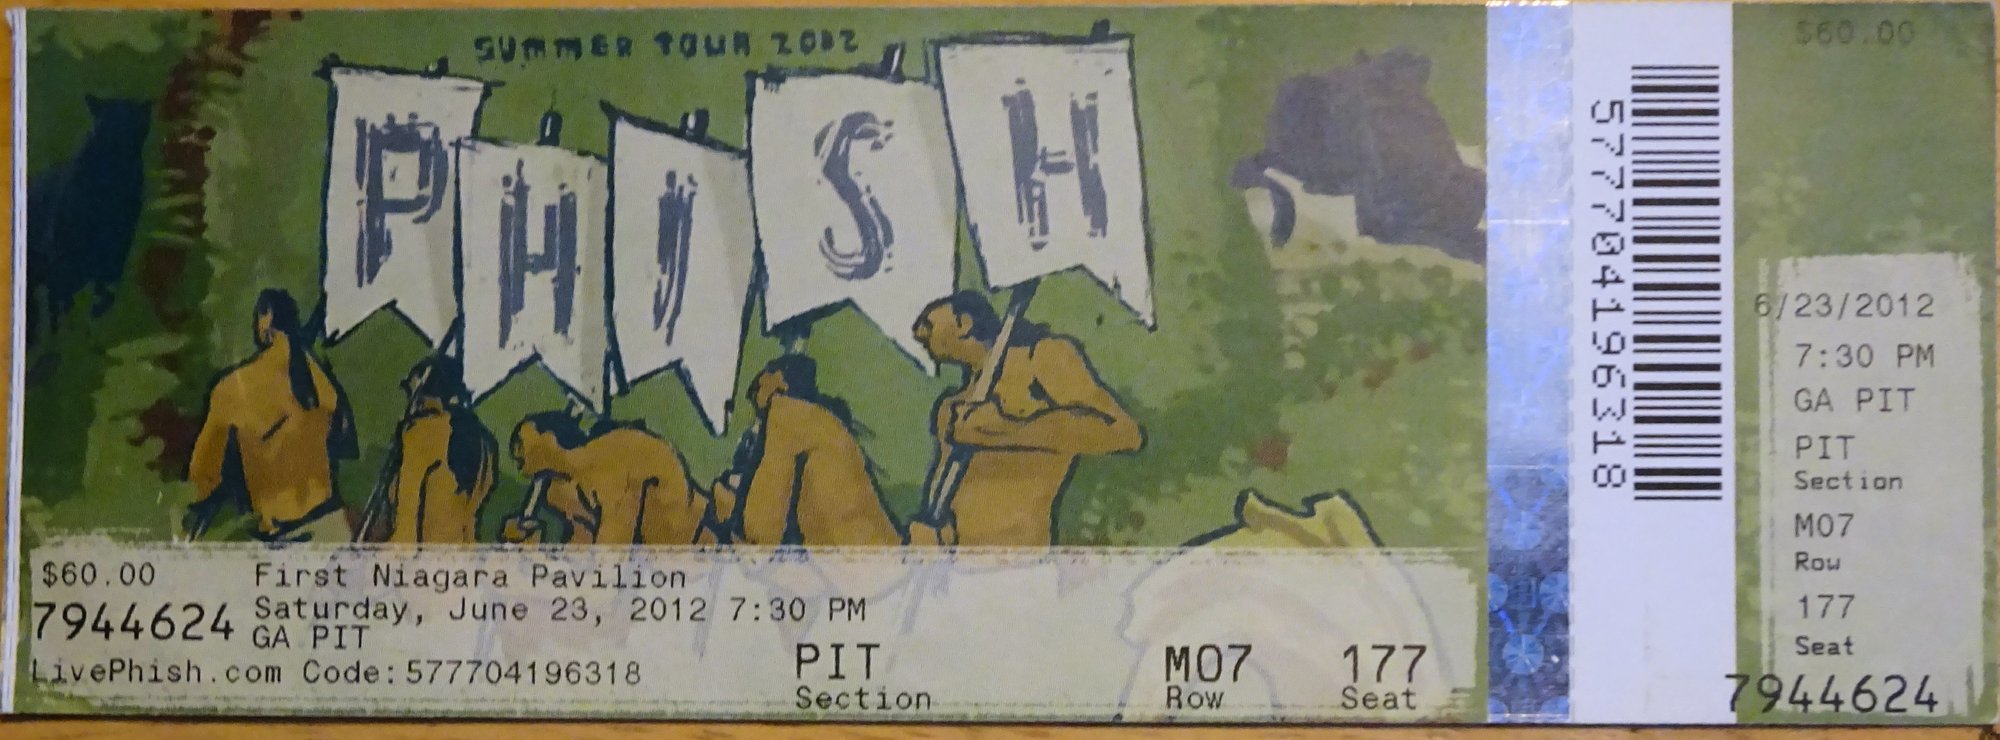 SUMMER TOUR 2012
PHISH
$60.00
First Niagara Pavilion
7944624
Saturday, June 23, 2012 7:30 PM
GA PIT
LivePhish.com Code:577704196318
PIT
Section
M07
Row
177
Seat
577704196318
$60.00
6/23/2012
7:30 PM
GA PIT
PIT
Section
M07
Row
177
Seat
7944624